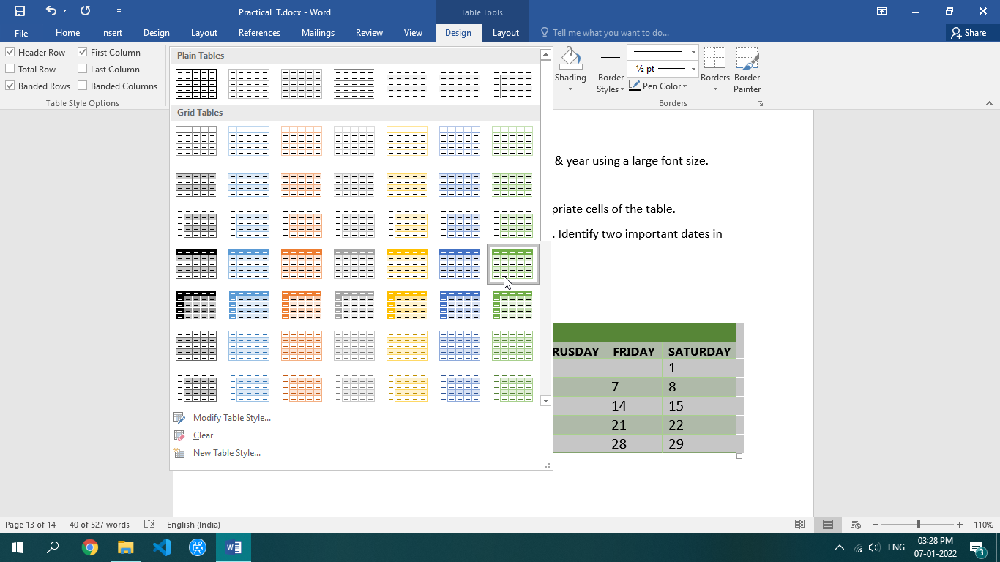 Practical IT.docx - Word
Table Tools
File Home Insert Design Layout References Mailings Review View Design Layout Tell me what you want to do... Share
Header Row First Column
Total Row Last Column
Banded Rows Banded Columns
Table Style Options
Plain Tables
Grid Tables
Modify Table Style...
Clear
New Table Style...
Shading
Border Styles
½ pt
Pen Color
Borders
Border Painter
Borders
& year using a large font size.
priate cells of the table.
. Identify two important dates in
RUSDAY FRIDAY SATURDAY
1
7 8
14 15
21 22
28 29
Page 13 of 14 40 of 527 words English (India) 110%
ENG 03:28 PM
07-01-2022
3